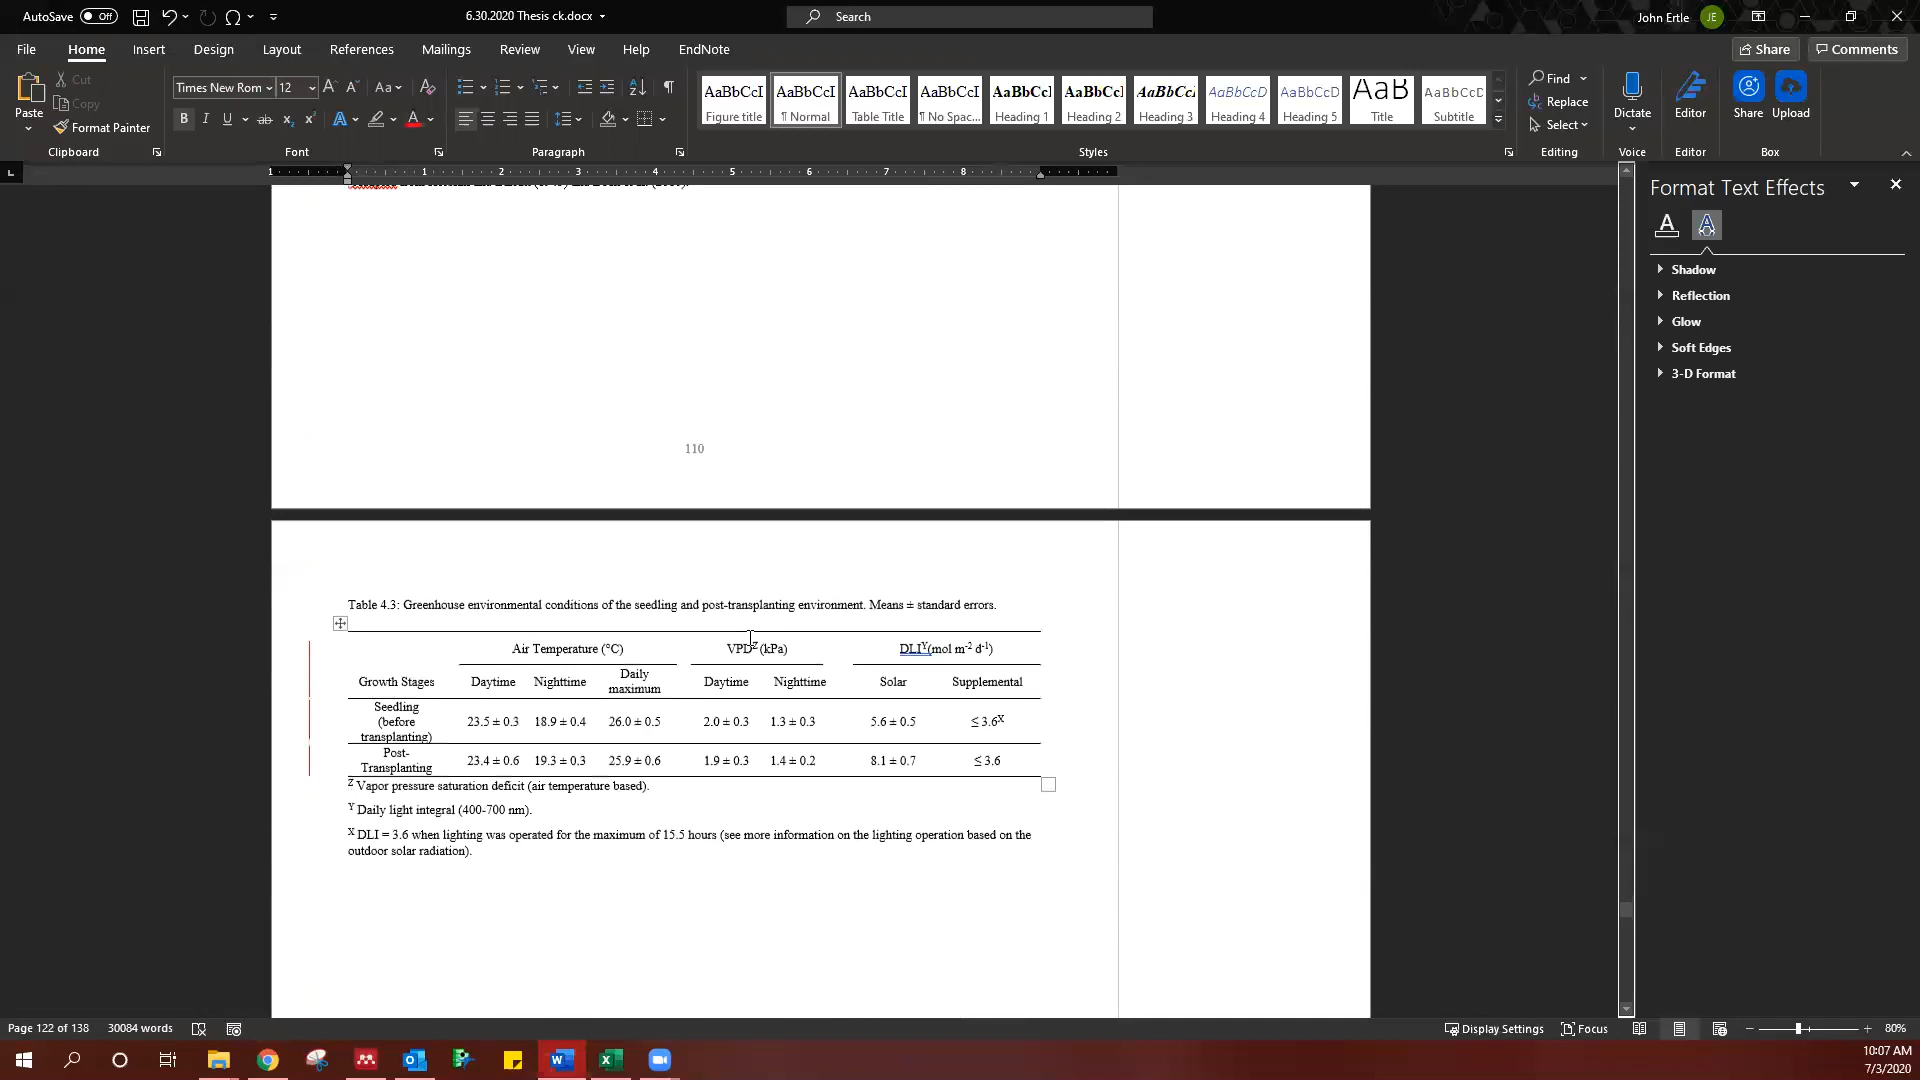 AutoSave Off 6.30.2020 Thesis ck.docx Search John Ertle JE
File Home Insert Design Layout References Mailings Review View Help EndNote Share Comments
Paste Cut Copy Format Painter Clipboard
Times New Rom 12 Font
Paragraph
AaBbCcI Figure title
AaBbCcI ¶ Normal
AaBbCcI Table Title
AaBbCcI ¶ No Spac...
AaBbCcI Heading 1
AaBbCcI Heading 2
AaBbCcI Heading 3
AaBbCcD Heading 4
AaBbCcD Heading 5
AaB Title
AaBbCcD Subtitle
Styles
Find Replace Select Editing
Dictate Voice
Editor Editor
Share Upload Box
1 1 2 3 4 5 6 7 8
110
Table 4.3: Greenhouse environmental conditions of the seedling and post-transplanting environment. Means ± standard errors.
Air Temperature (°C) VPDᶻ (kPa) DLIʸ(mol m⁻² d⁻¹)
Growth Stages Daytime Nighttime Daily maximum Daytime Nighttime Solar Supplemental
Seedling (before transplanting) 23.5 ± 0.3 18.9 ± 0.4 26.0 ± 0.5 2.0 ± 0.3 1.3 ± 0.3 5.6 ± 0.5 ≤ 3.6ˣ
Post-Transplanting 23.4 ± 0.6 19.3 ± 0.3 25.9 ± 0.6 1.9 ± 0.3 1.4 ± 0.2 8.1 ± 0.7 ≤ 3.6
Z Vapor pressure saturation deficit (air temperature based).
Y Daily light integral (400-700 nm).
X DLI = 3.6 when lighting was operated for the maximum of 15.5 hours (see more information on the lighting operation based on the
outdoor solar radiation).
Format Text Effects
Shadow
Reflection
Glow
Soft Edges
3-D Format
Page 122 of 138 30084 words Display Settings Focus 80%
10:07 AM
7/3/2020